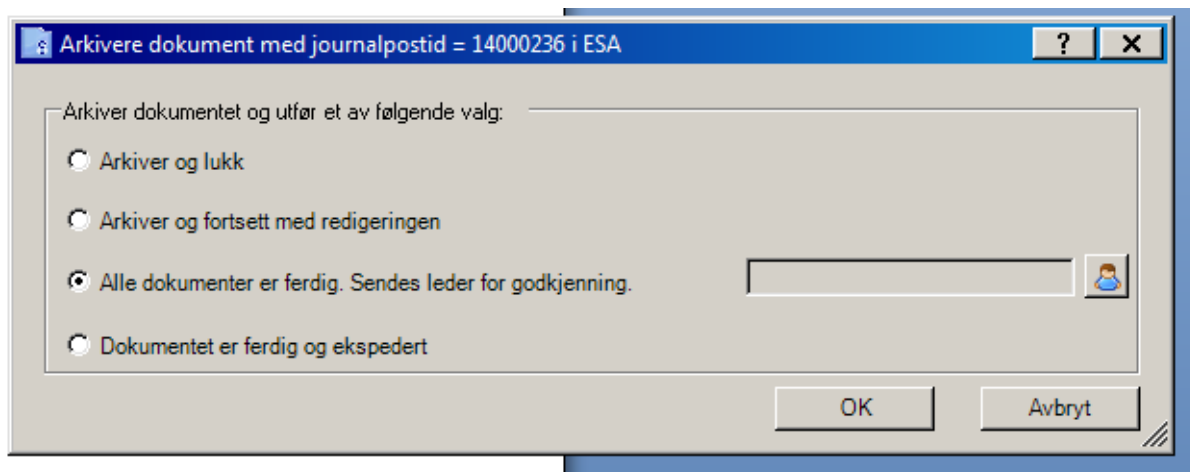 Arkivere dokument med journalpostid = 14000236 i ESA
Arkiver dokumentet og utfør et av følgende valg:
Arkiver og lukk
Arkiver og fortsett med redigeringen
Alle dokumenter er ferdig. Sendes leder for godkjenning.
Dokumentet er ferdig og ekspedert
OK Avbryt